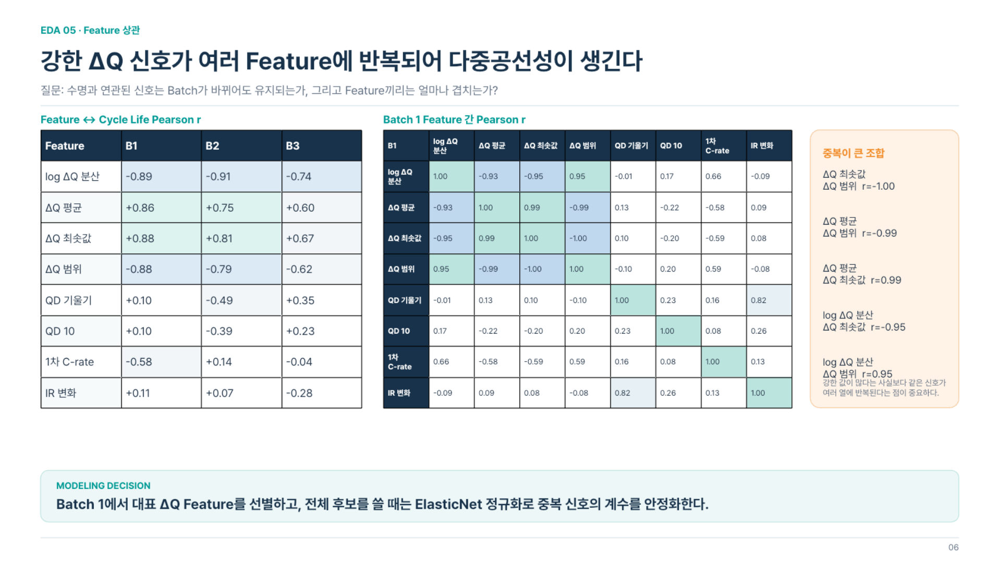 EDA 05 · Feature 상관
강한 ΔQ 신호가 여러 Feature에 반복되어 다중공선성이 생긴다
질문: 수명과 연관된 신호는 Batch가 바뀌어도 유지되는가, 그리고 Feature끼리는 얼마나 겹치는가?
Feature ↔ Cycle Life Pearson r
Feature B1 B2 B3
log ΔQ 분산 -0.89 -0.91 -0.74
ΔQ 평균 +0.86 +0.75 +0.60
ΔQ 최솟값 +0.88 +0.81 +0.67
ΔQ 범위 -0.88 -0.79 -0.62
QD 기울기 +0.10 -0.49 +0.35
QD 10 +0.10 -0.39 +0.23
1차 C-rate -0.58 +0.14 -0.04
IR 변화 +0.11 +0.07 -0.28
Batch 1 Feature 간 Pearson r
B1 log ΔQ 분산 ΔQ 평균 ΔQ 최솟값 ΔQ 범위 QD 기울기 QD 10 1차 C-rate IR 변화
log ΔQ 분산 1.00 -0.93 -0.95 0.95 -0.01 0.17 0.66 -0.09
ΔQ 평균 -0.93 1.00 0.99 -0.99 0.13 -0.22 -0.58 0.09
ΔQ 최솟값 -0.95 0.99 1.00 -1.00 0.10 -0.20 -0.59 0.08
ΔQ 범위 0.95 -0.99 -1.00 1.00 -0.10 0.20 0.59 -0.08
QD 기울기 -0.01 0.13 0.10 -0.10 1.00 0.23 0.16 0.82
QD 10 0.17 -0.22 -0.20 0.20 0.23 1.00 0.08 0.26
1차 C-rate 0.66 -0.58 -0.59 0.59 0.16 0.08 1.00 0.13
IR 변화 -0.09 0.09 0.08 -0.08 0.82 0.26 0.13 1.00
중복이 큰 조합
ΔQ 최솟값
ΔQ 범위 r=-1.00
ΔQ 평균
ΔQ 범위 r=-0.99
ΔQ 평균
ΔQ 최솟값 r=0.99
log ΔQ 분산
ΔQ 최솟값 r=-0.95
log ΔQ 분산
ΔQ 범위 r=0.95
강한 값이 많다는 사실보다 같은 신호가
여러 열에 반복된다는 점이 중요하다.
MODELING DECISION
Batch 1에서 대표 ΔQ Feature를 선별하고, 전체 후보를 쓸 때는 ElasticNet 정규화로 중복 신호의 계수를 안정화한다.
06